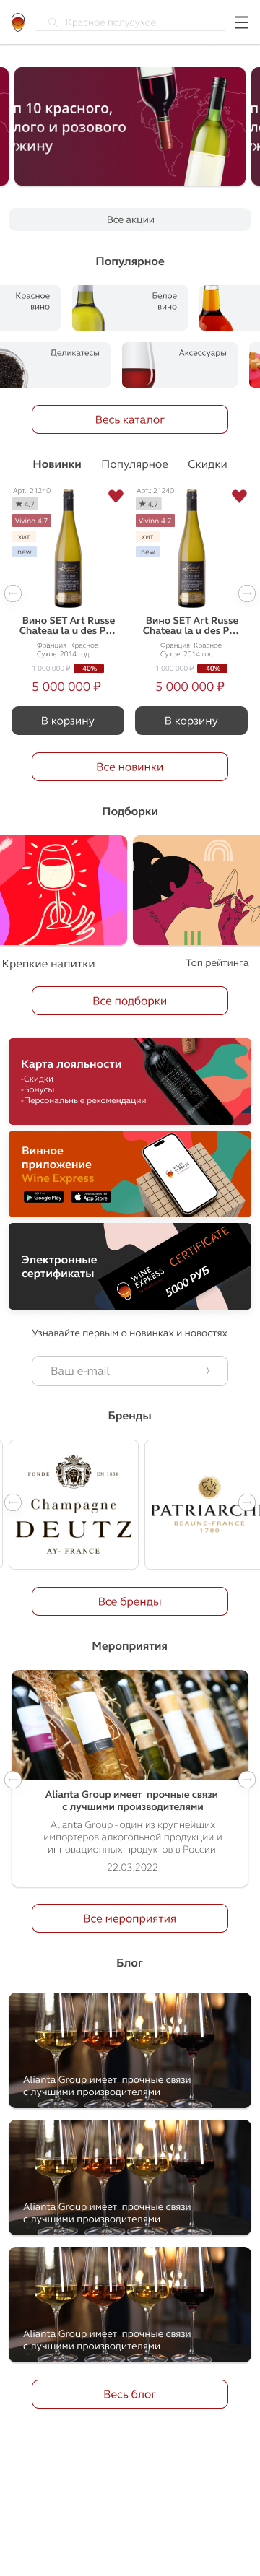 Красное полусухое
п 10 красного,
лого и розового
ужину
Все акции
Популярное
Красное
вино
Белое
вино
Деликатесы
Аксессуары
Весь каталог
Новинки Популярное Скидки
Арт.: 21240
★ 4,7
Vivino 4.7
хит
new
Вино SET Art Russe
Chateau la u des P...
Франция Красное
Сухое 2014 год
1 000 000 ₽ -40%
5 000 000 ₽
В корзину
Арт.: 21240
★ 4,7
Vivino 4.7
хит
new
Вино SET Art Russe
Chateau la u des P...
Франция Красное
Сухое 2014 год
1 000 000 ₽ -40%
5 000 000 ₽
В корзину
Все новинки
Подборки
Крепкие напитки
Топ рейтинга
Все подборки
Карта лояльности
-Скидки
-Бонусы
-Персональные рекомендации
Винное
приложение
Wine Express
Google Play
App Store
WINE
EXPRESS
Электронные
сертификаты
WINE
EXPRESS
CERTIFICATE
5000 РУБ
Узнавайте первым о новинках и новостях
Ваш e-mail
Бренды
FONDÉ EN 1838
Champagne
DEUTZ
AY- FRANCE
PATRIARCHE
BEAUNE-FRANCE
1780
Все бренды
Мероприятия
Alianta Group имеет прочные связи
с лучшими производителями
Alianta Group - один из крупнейших
импортеров алкогольной продукции и
инновационных продуктов в России.
22.03.2022
Все мероприятия
Блог
Alianta Group имеет прочные связи
с лучшими производителями
Alianta Group имеет прочные связи
с лучшими производителями
Alianta Group имеет прочные связи
с лучшими производителями
Весь блог